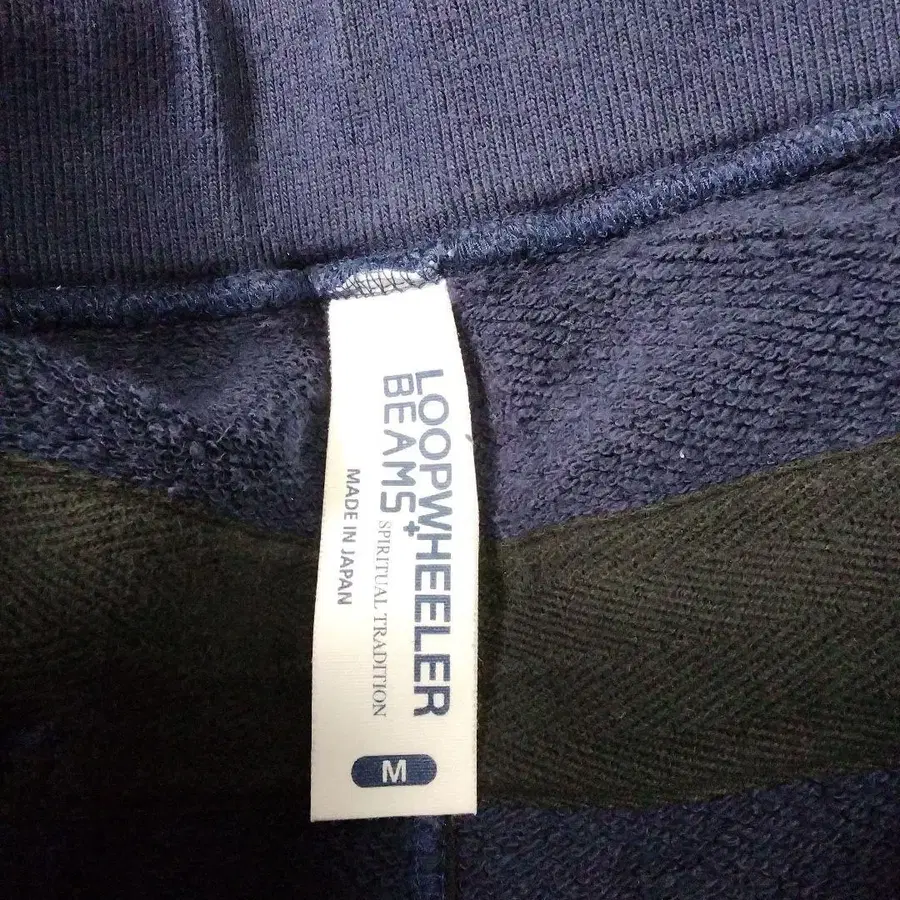 LOOPWHEELER
BEAMS+
SPIRITUAL TRADITION
MADE IN JAPAN
M